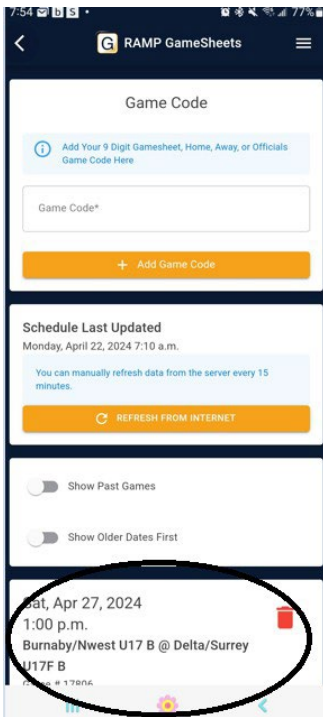 7:54
77%
G RAMP GameSheets
Game Code
Add Your 9 Digit Gamesheet, Home, Away, or Officials
Game Code Here
Game Code*
+ Add Game Code
Schedule Last Updated
Monday, April 22, 2024 7:10 a.m.
You can manually refresh data from the server every 15
minutes.
REFRESH FROM INTERNET
Show Past Games
Show Older Dates First
Sat, Apr 27, 2024
1:00 p.m.
Burnaby/Nwest U17 B @ Delta/Surrey
U17F B
Game # 17806